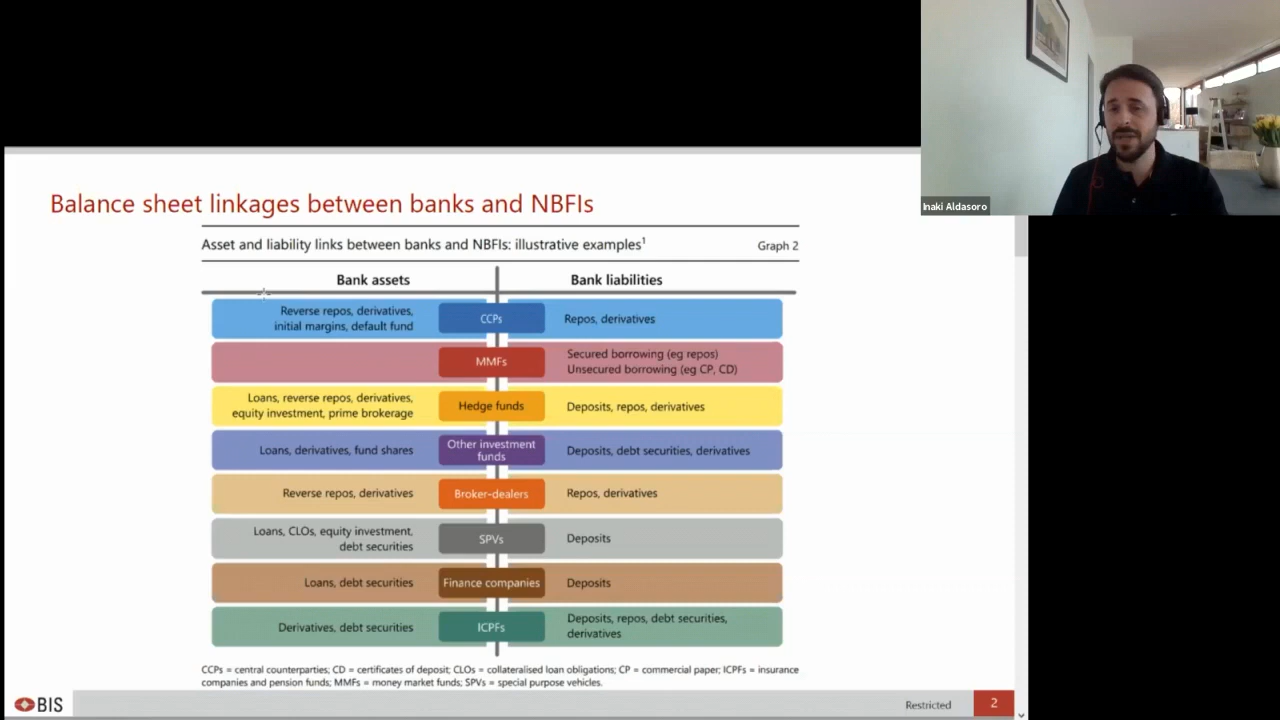 Inaki Aldasoro
Balance sheet linkages between banks and NBFIs
Asset and liability links between banks and NBFIs: illustrative examples1
Graph 2
Bank assets
Bank liabilities
Reverse repos, derivatives,
initial margins, default fund
CCPs
Repos, derivatives
MMFs
Secured borrowing (eg repos)
Unsecured borrowing (eg CP, CD)
Loans, reverse repos, derivatives,
equity investment, prime brokerage
Hedge funds
Deposits, repos, derivatives
Loans, derivatives, fund shares
Other investment
funds
Deposits, debt securities, derivatives
Reverse repos, derivatives
Broker-dealers
Repos, derivatives
Loans, CLOs, equity investment,
debt securities
SPVs
Deposits
Loans, debt securities
Finance companies
Deposits
Derivatives, debt securities
ICPFs
Deposits, repos, debt securities,
derivatives
CCPs = central counterparties; CD = certificates of deposit; CLOs = collateralised loan obligations; CP = commercial paper; ICPFs = insurance
companies and pension funds; MMFs = money market funds; SPVs = special purpose vehicles.
BIS
Restricted
2